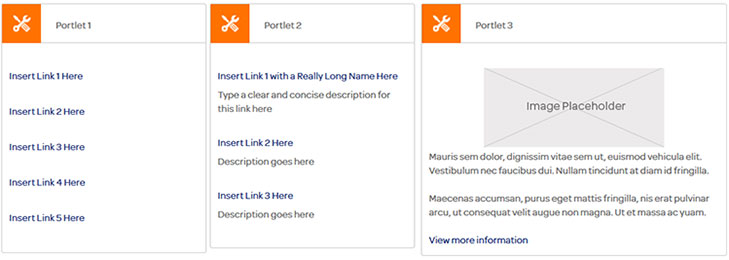 Portlet 1
Insert Link 1 Here
Insert Link 2 Here
Insert Link 3 Here
Insert Link 4 Here
Insert Link 5 Here
Portlet 2
Insert Link 1 with a Really Long Name Here
Type a clear and concise description for
this link here
Insert Link 2 Here
Description goes here
Insert Link 3 Here
Description goes here
Portlet 3
Image Placeholder
Mauris sem dolor, dignissim vitae sem ut, euismod vehicula elit.
Vestibulum nec faucibus dui. Nullam tincidunt at diam id fringilla.
Maecenas accumsan, purus eget mattis fringilla, nis erat pulvinar
arcu, ut consequat velit augue non magna. Ut et massa ac yuam.
View more information